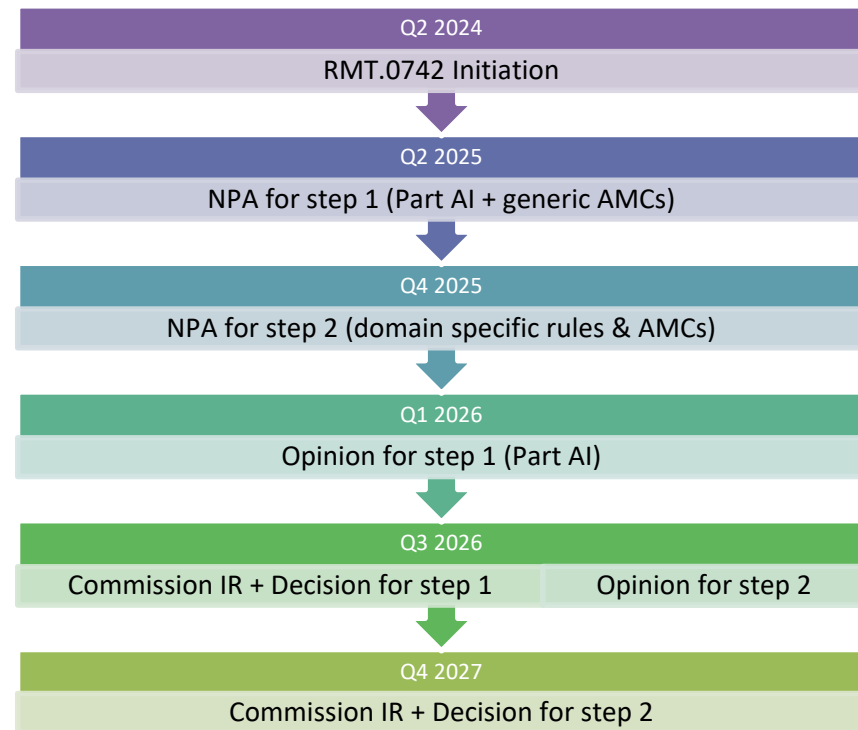 Q2 2024
RMT.0742 Initiation
Q2 2025
NPA for step 1 (Part AI + generic AMCs)
Q4 2025
NPA for step 2 (domain specific rules & AMCs)
Q1 2026
Opinion for step 1 (Part AI)
Q3 2026
Commission IR + Decision for step 1
Opinion for step 2
Q4 2027
Commission IR + Decision for step 2